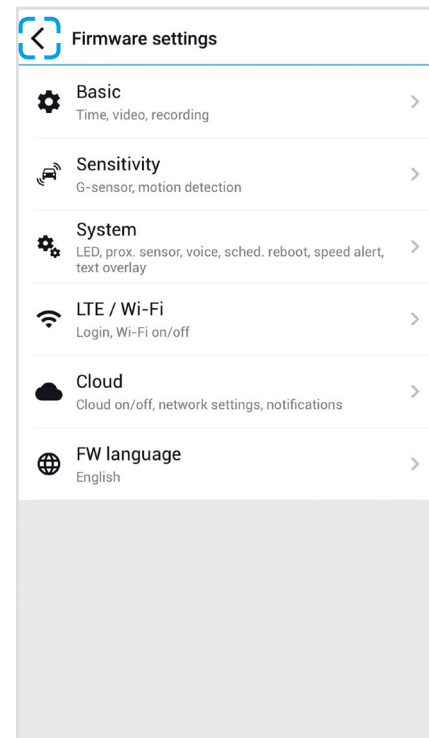 Firmware settings
Basic
Time, video, recording
Sensitivity
G-sensor, motion detection
System
LED, prox. sensor, voice, sched. reboot, speed alert,
text overlay
LTE / Wi-Fi
Login, Wi-Fi on/off
Cloud
Cloud on/off, network settings, notifications
FW language
English